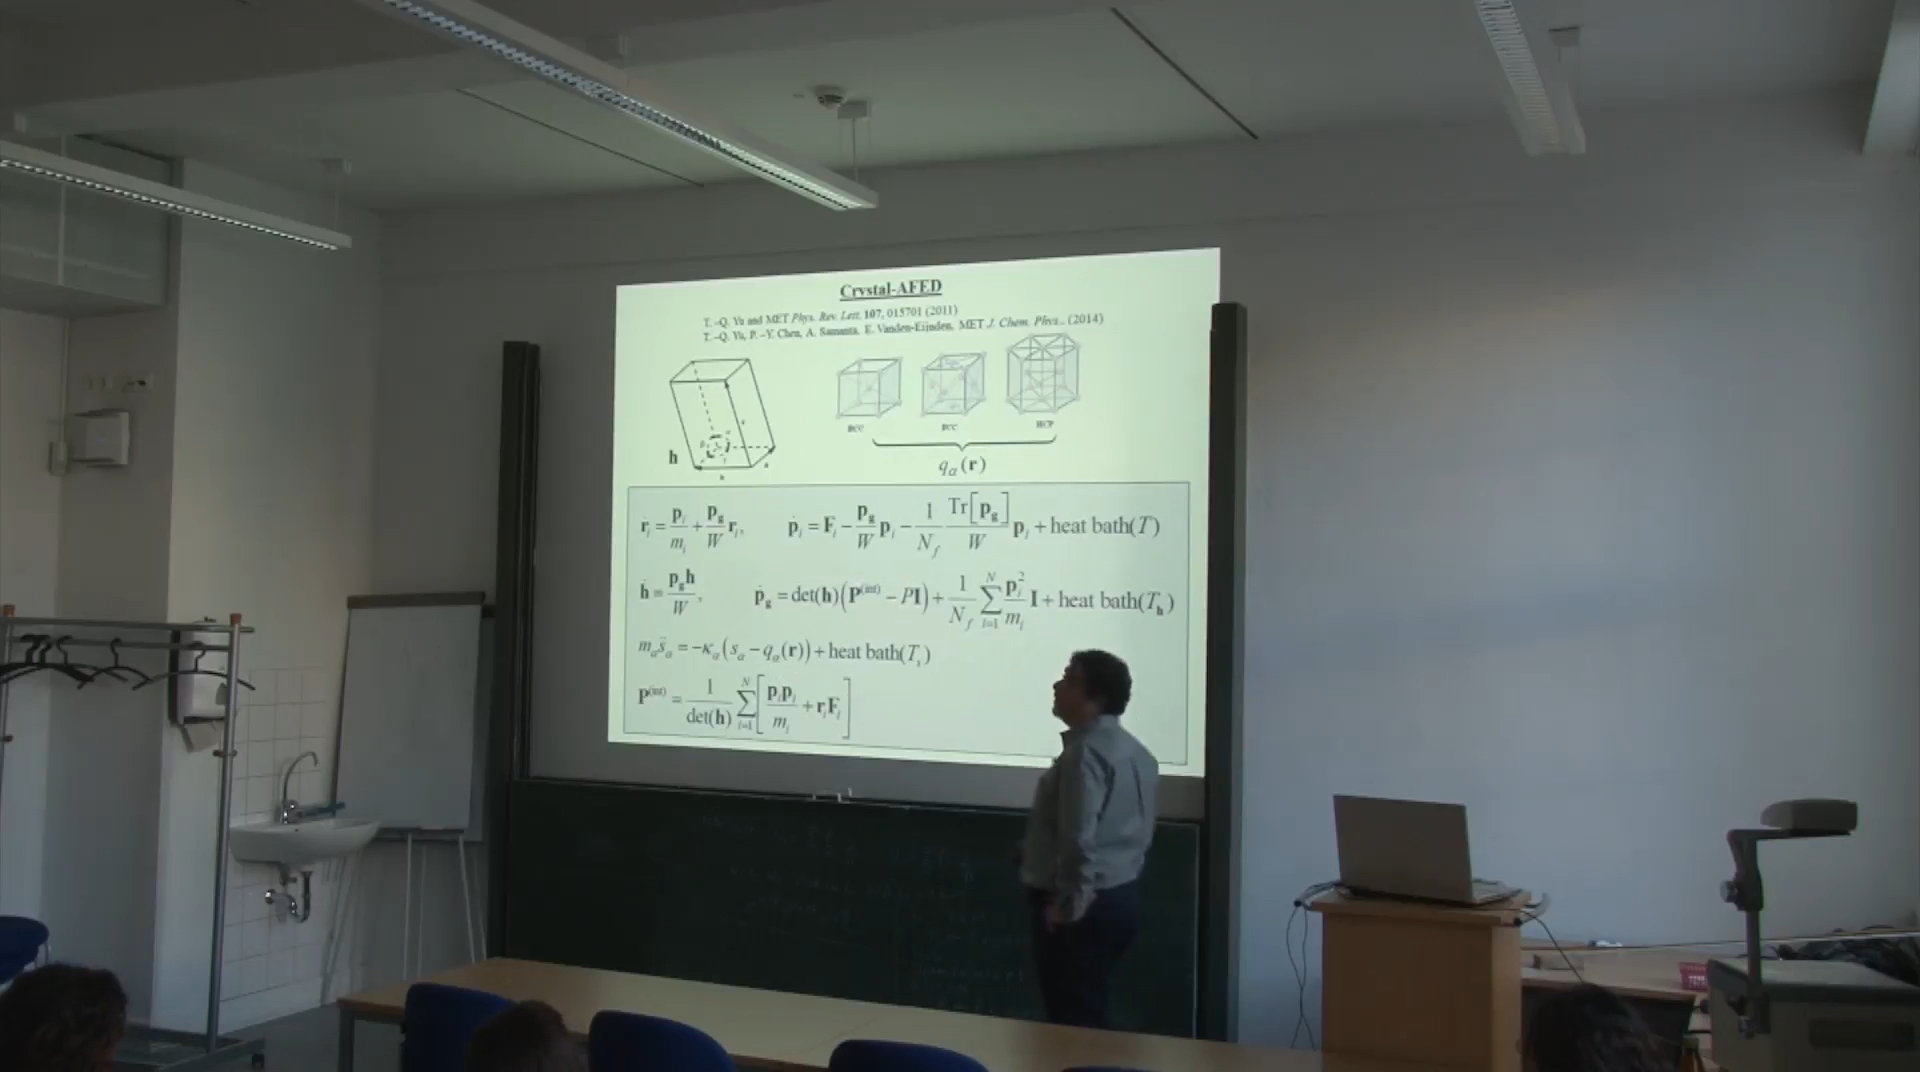 Crystal-AFED
T. -Q. Yu and MET Phys. Rev. Lett. 107, 015701 (2011)
T. -Q. Yu, P. -Y. Chen, A. Samanta, E. Vanden-Eijnden, MET J. Chem. Phys., (2014)
BCC FCC HCP
h
q_α(r)
ṙ_i = p_i/m_i + p_g/W r_i, ṗ_i = F_i − p_g/W p_i − 1/N_f Tr[p_g]/W p_i + heat bath(T)
ḣ = p_g h/W, ṗ_g = det(h)(P^(int) − PI) + 1/N_f ∑_{i=1}^N p_i^2/m_i I + heat bath(T_h)
m_α s̈_α = −κ_α(s_α − q_α(r)) + heat bath(T_s)
P^(int) = 1/det(h) ∑_{i=1}^N [p_i p_i/m_i + r_i F_i]